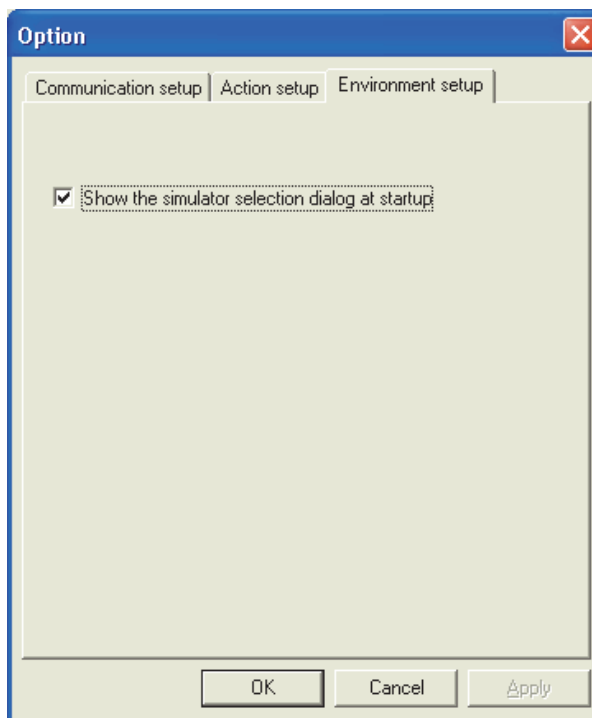 Option
Communication setup Action setup Environment setup
Show the simulator selection dialog at startup
OK Cancel Apply